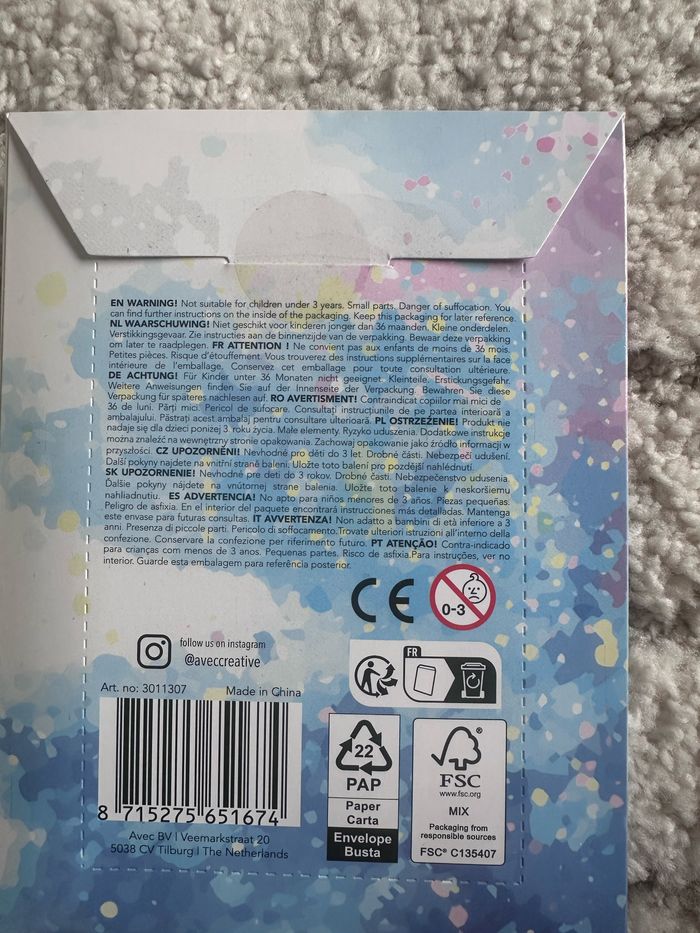 EN WARNING! Not suitable for children under 3 years. Small parts. Danger of suffocation. You
can find further instructions on the inside of the packaging. Keep this packaging for later reference.
NL WAARSCHUWING! Niet geschikt voor kinderen jonger dan 36 maanden. Kleine onderdelen.
Verstikkingsgevaar. Zie instructies aan de binnenzijde van de verpakking. Bewaar deze verpakking
om later te raadplegen. FR ATTENTION ! Ne convient pas aux enfants de moins de 36 mois.
Petites pièces. Risque d'étouffement. Vous trouverez des instructions supplémentaires sur la face
intérieure de l'emballage. Conservez cet emballage pour toute consultation ultérieure.
DE ACHTUNG! Für Kinder unter 36 Monaten nicht geeignet. Kleinteile. Erstickungsgefahr.
Weitere Anweisungen finden Sie auf der Innenseite der Verpackung. Bewahren Sie diese
Verpackung für späteres nachlesen auf. RO AVERTISMENT! Contraindicat copiilor mai mici de
36 de luni. Părți mici. Pericol de sufocare. Consultați instrucțiunile de pe partea interioară a
ambalajului. Păstrați acest ambalaj pentru consultare ulterioară. PL OSTRZEŻENIE! Produkt nie
nadaje się dla dzieci poniżej 3 roku życia. Małe elementy. Ryzyko uduszenia. Dodatkowe instrukcje
można znaleźć na wewnętrzny stronie opakowania. Zachowaj opakowanie jako źródło informacji w
przyszłości. CZ UPOZORNĚNÍ! Nevhodné pro děti do 3 let. Drobné části. Nebezpečí udušení.
Další pokyny najdete na vnitřní straně balení. Uložte toto balení pro pozdější nahlédnutí.
SK UPOZORNENIE! Nevhodné pre deti do 3 rokov. Drobné časti. Nebezpečenstvo udusenia.
Ďalšie pokyny nájdete na vnútornej strane balenia. Uložte toto balenie k neskoršiemu
nahliadnutiu. ES ADVERTENCIA! No apto para niños menores de 3 años. Piezas pequeñas.
Peligro de asfixia. En el interior del paquete encontrará instrucciones más detalladas. Mantenga
este envase para futuras consultas. IT AVVERTENZA! Non adatto a bambini di età inferiore a 3
anni. Presenza di piccole parti. Pericolo di soffocamento.Trovate ulteriori istruzioni all'interno della
confezione. Conservare la confezione per riferimento futuro. PT ATENÇÃO! Contra-indicado
para crianças com menos de 3 anos. Pequenas partes. Risco de asfixia.Para instruções, ver no
interior. Guarde esta embalagem para referência posterior.
CE
0-3
follow us on instagram
@aveccreative
FR
Art. no: 3011307 Made in China
8 715275 651674
Avec BV | Veemarkstraat 20
5038 CV Tilburg | The Netherlands
22
PAP
Paper
Carta
Envelope
Busta
FSC
www.fsc.org
MIX
Packaging from
responsible sources
FSC® C135407